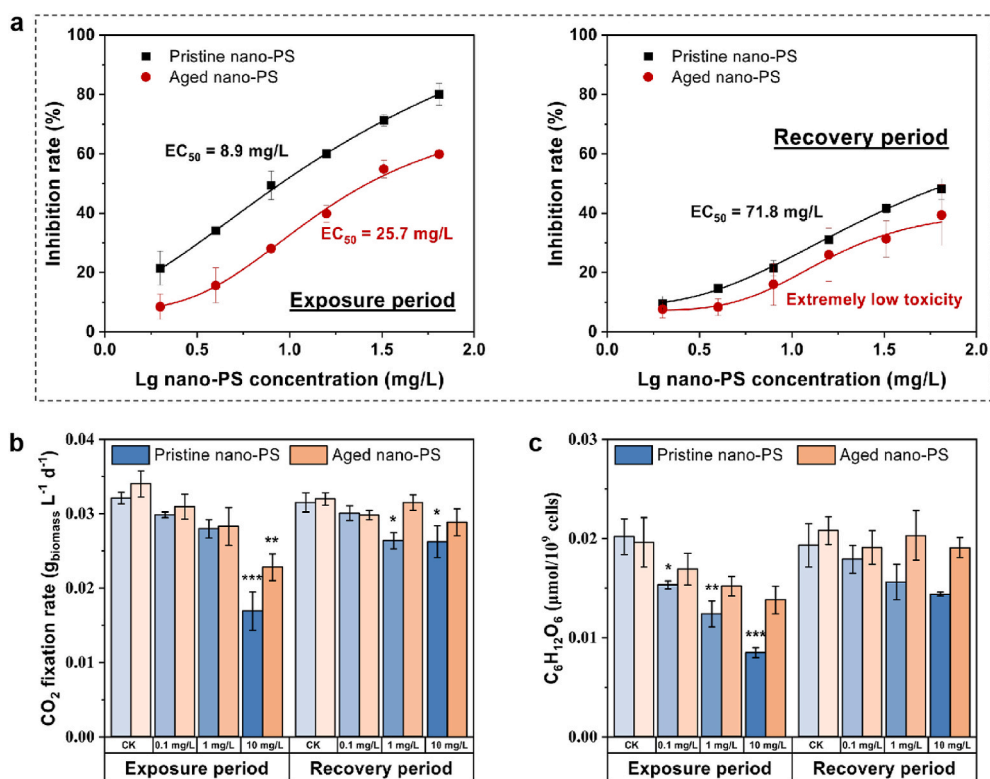 a
100
80
60
40
20
0
Inhibition rate (%)
Pristine nano-PS
Aged nano-PS
EC50 = 8.9 mg/L
EC50 = 25.7 mg/L
Exposure period
0.0 0.5 1.0 1.5 2.0
Lg nano-PS concentration (mg/L)
100
80
60
40
20
0
Inhibition rate (%)
Pristine nano-PS
Aged nano-PS
Recovery period
EC50 = 71.8 mg/L
Extremely low toxicity
0.0 0.5 1.0 1.5 2.0
Lg nano-PS concentration (mg/L)
b
0.04
0.03
0.02
0.01
0.00
CO2 fixation rate (gbiomass L-1 d-1)
Pristine nano-PS Aged nano-PS
*** ** * *
CK 0.1 mg/L 1 mg/L 10 mg/L CK 0.1 mg/L 1 mg/L 10 mg/L
Exposure period Recovery period
c
0.03
0.02
0.01
0.00
C6H12O6 (μmol/10^9 cells)
Pristine nano-PS Aged nano-PS
* ** ***
CK 0.1 mg/L 1 mg/L 10 mg/L CK 0.1 mg/L 1 mg/L 10 mg/L
Exposure period Recovery period